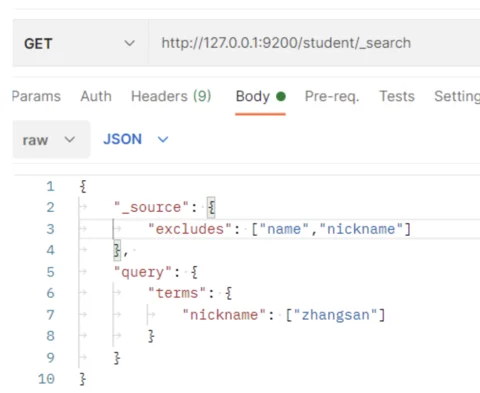 GET http://127.0.0.1:9200/student/_search
Params Auth Headers (9) Body Pre-req. Tests Setting
raw JSON
1 {
2 "_source": {
3 "excludes": ["name","nickname"]
4 },
5 "query": {
6 "terms": {
7 "nickname": ["zhangsan"]
8 }
9 }
10 }